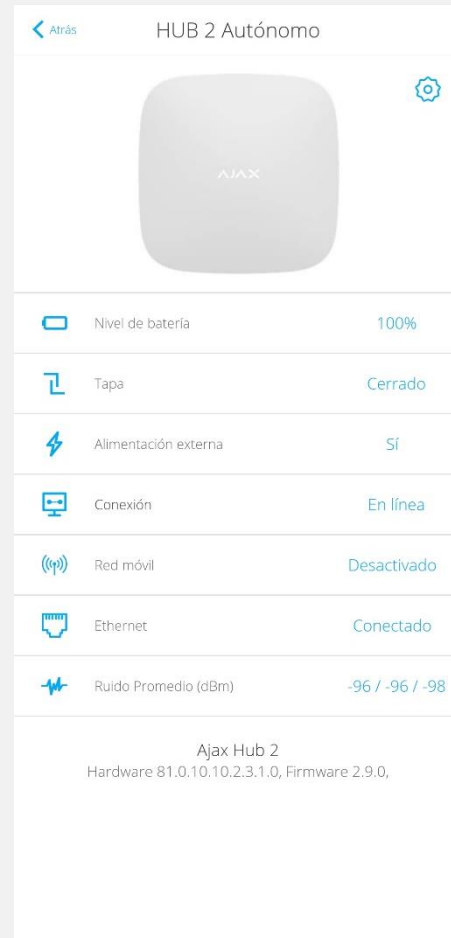 Atrás
HUB 2 Autónomo
AJAX
Nivel de batería 100%
Tapa Cerrado
Alimentación externa Sí
Conexión En línea
Red móvil Desactivado
Ethernet Conectado
Ruido Promedio (dBm) -96 / -96 / -98
Ajax Hub 2
Hardware 81.0.10.10.2.3.1.0, Firmware 2.9.0,